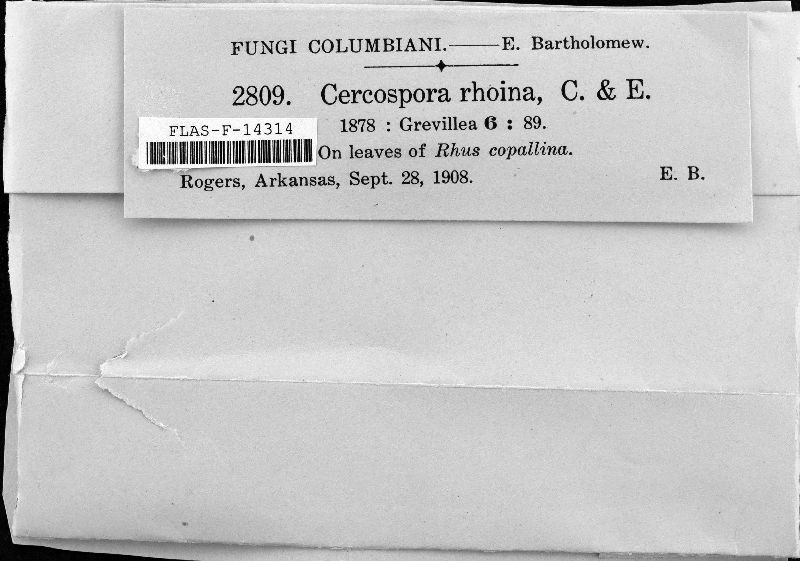 FUNGI COLUMBIANI.——E. Bartholomew.
2809. Cercospora rhoina, C. & E.
1878 : Grevillea 6 : 89.
FLAS-F-14314
On leaves of Rhus copallina.
Rogers, Arkansas, Sept. 28, 1908. E. B.